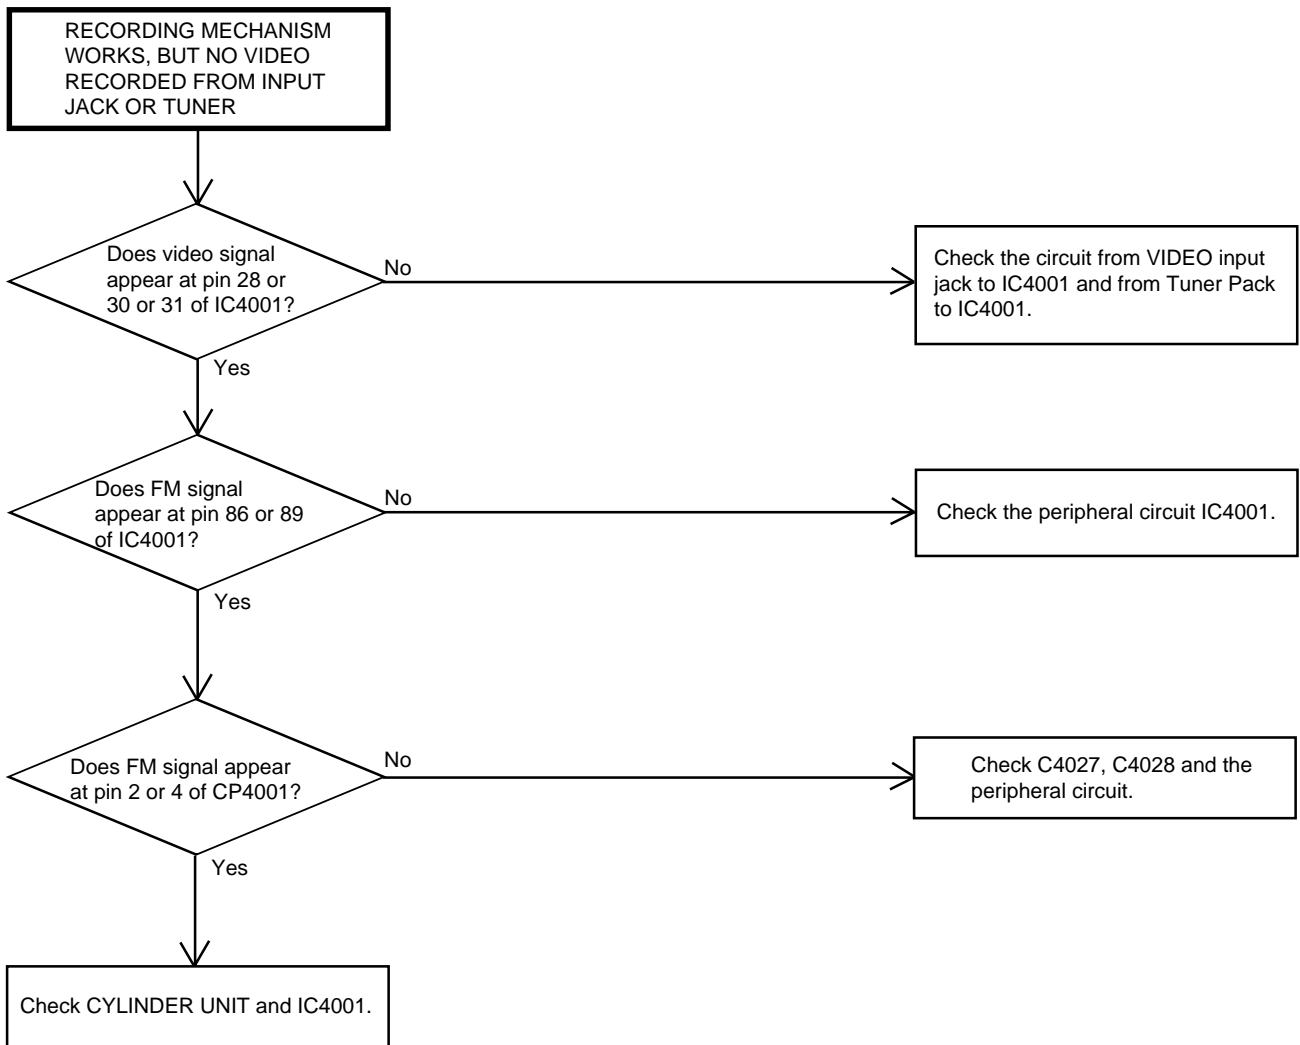 RECORDING MECHANISM
WORKS, BUT NO VIDEO
RECORDED FROM INPUT
JACK OR TUNER
Does video signal
appear at pin 28 or
30 or 31 of IC4001?
No
Check the circuit from VIDEO input
jack to IC4001 and from Tuner Pack
to IC4001.
Yes
Does FM signal
appear at pin 86 or 89
of IC4001?
No
Check the peripheral circuit IC4001.
Yes
Does FM signal appear
at pin 2 or 4 of CP4001?
No
Check C4027, C4028 and the
peripheral circuit.
Yes
Check CYLINDER UNIT and IC4001.